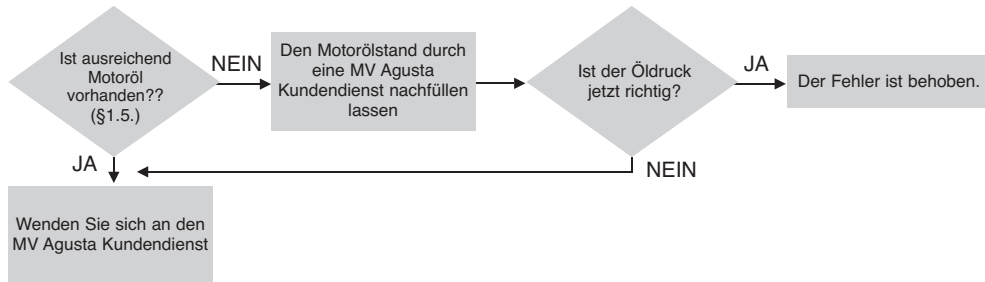 Ist ausreichend
Motoröl
vorhanden??
(§1.5.)
NEIN
Den Motorölstand durch
eine MV Agusta
Kundendienst nachfüllen
lassen
Ist der Öldruck
jetzt richtig?
JA
Der Fehler ist behoben.
JA
NEIN
Wenden Sie sich an den
MV Agusta Kundendienst